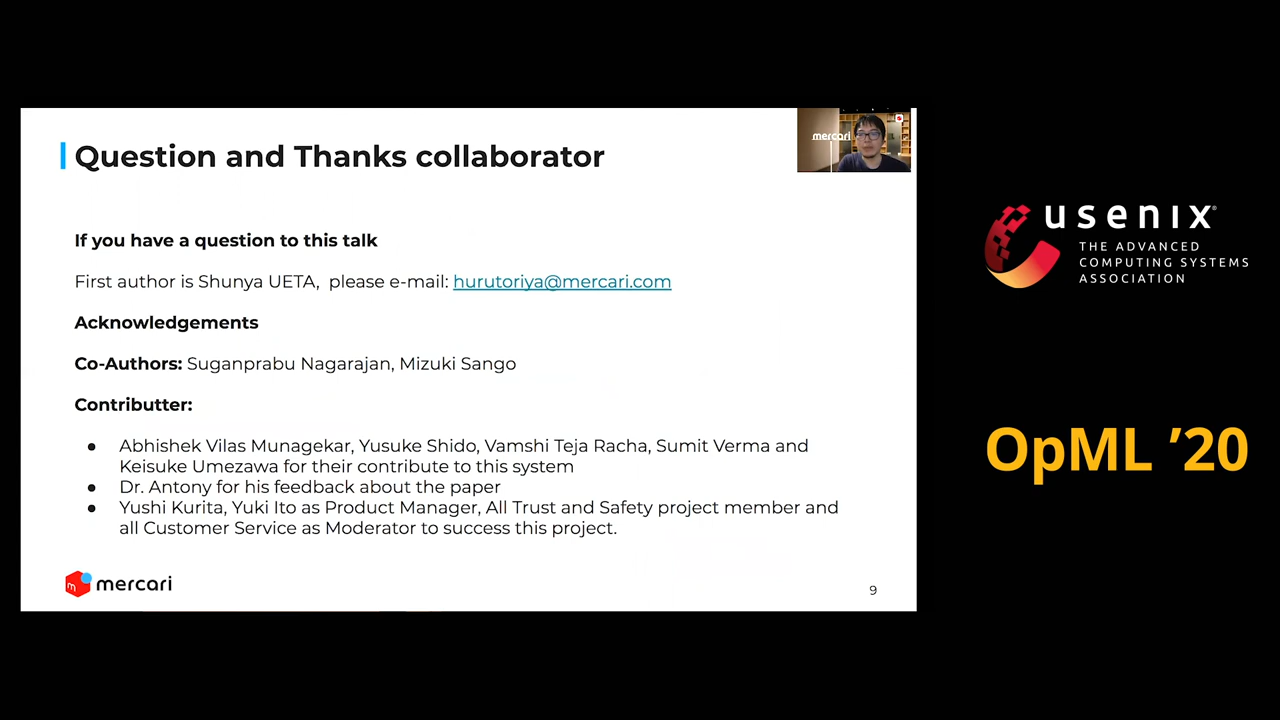 Question and Thanks collaborator
mercari
If you have a question to this talk
First author is Shunya UETA, please e-mail: hurutoriya@mercari.com
Acknowledgements
Co-Authors: Suganprabu Nagarajan, Mizuki Sango
Contributter:
● Abhishek Vilas Munagekar, Yusuke Shido, Vamshi Teja Racha, Sumit Verma and
Keisuke Umezawa for their contribute to this system
● Dr. Antony for his feedback about the paper
● Yushi Kurita, Yuki Ito as Product Manager, All Trust and Safety project member and
all Customer Service as Moderator to success this project.
m mercari
9
usenix®
THE ADVANCED
COMPUTING SYSTEMS
ASSOCIATION
OpML ’20